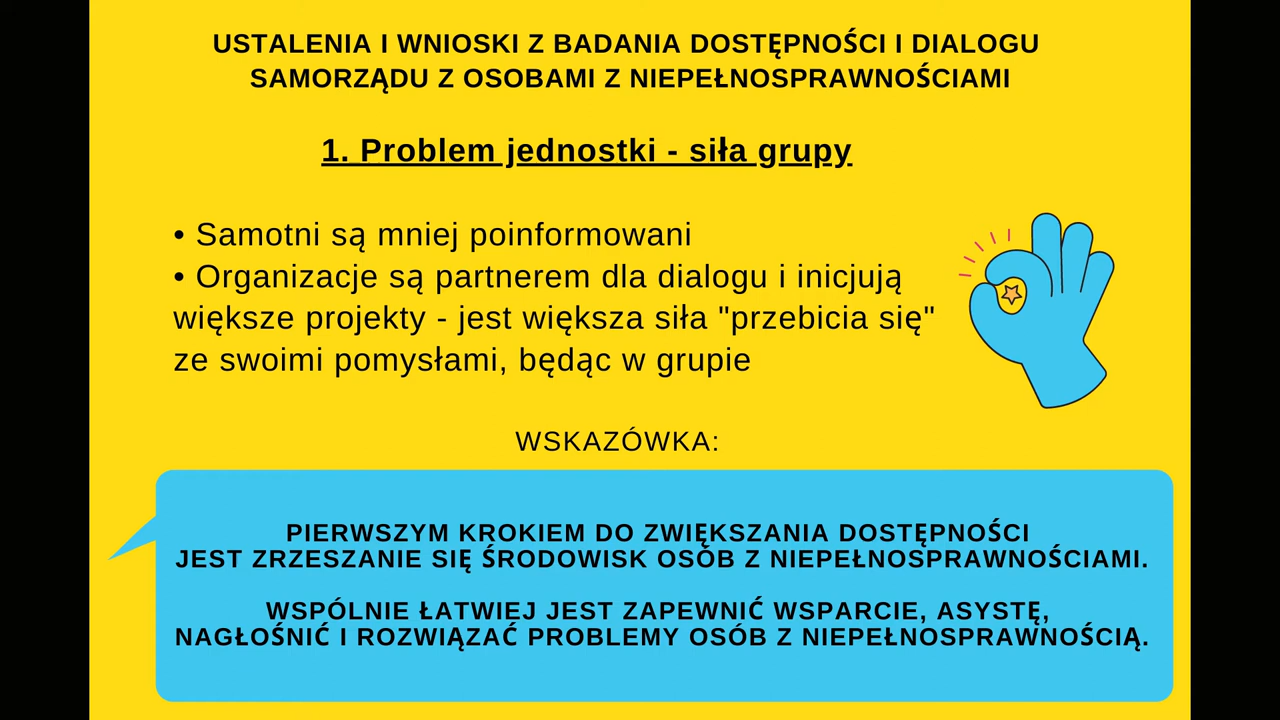 USTALENIA I WNIOSKI Z BADANIA DOSTĘPNOŚCI I DIALOGU
SAMORZĄDU Z OSOBAMI Z NIEPEŁNOSPRAWNOŚCIAMI
1. Problem jednostki - siła grupy
• Samotni są mniej poinformowani
• Organizacje są partnerem dla dialogu i inicjują
większe projekty - jest większa siła "przebicia się"
ze swoimi pomysłami, będąc w grupie
WSKAZÓWKA:
PIERWSZYM KROKIEM DO ZWIĘKSZANIA DOSTĘPNOŚCI
JEST ZRZESZANIE SIĘ ŚRODOWISK OSÓB Z NIEPEŁNOSPRAWNOŚCIAMI.
WSPÓLNIE ŁATWIEJ JEST ZAPEWNIĆ WSPARCIE, ASYSTĘ,
NAGŁOŚNIĆ I ROZWIĄZAĆ PROBLEMY OSÓB Z NIEPEŁNOSPRAWNOŚCIĄ.